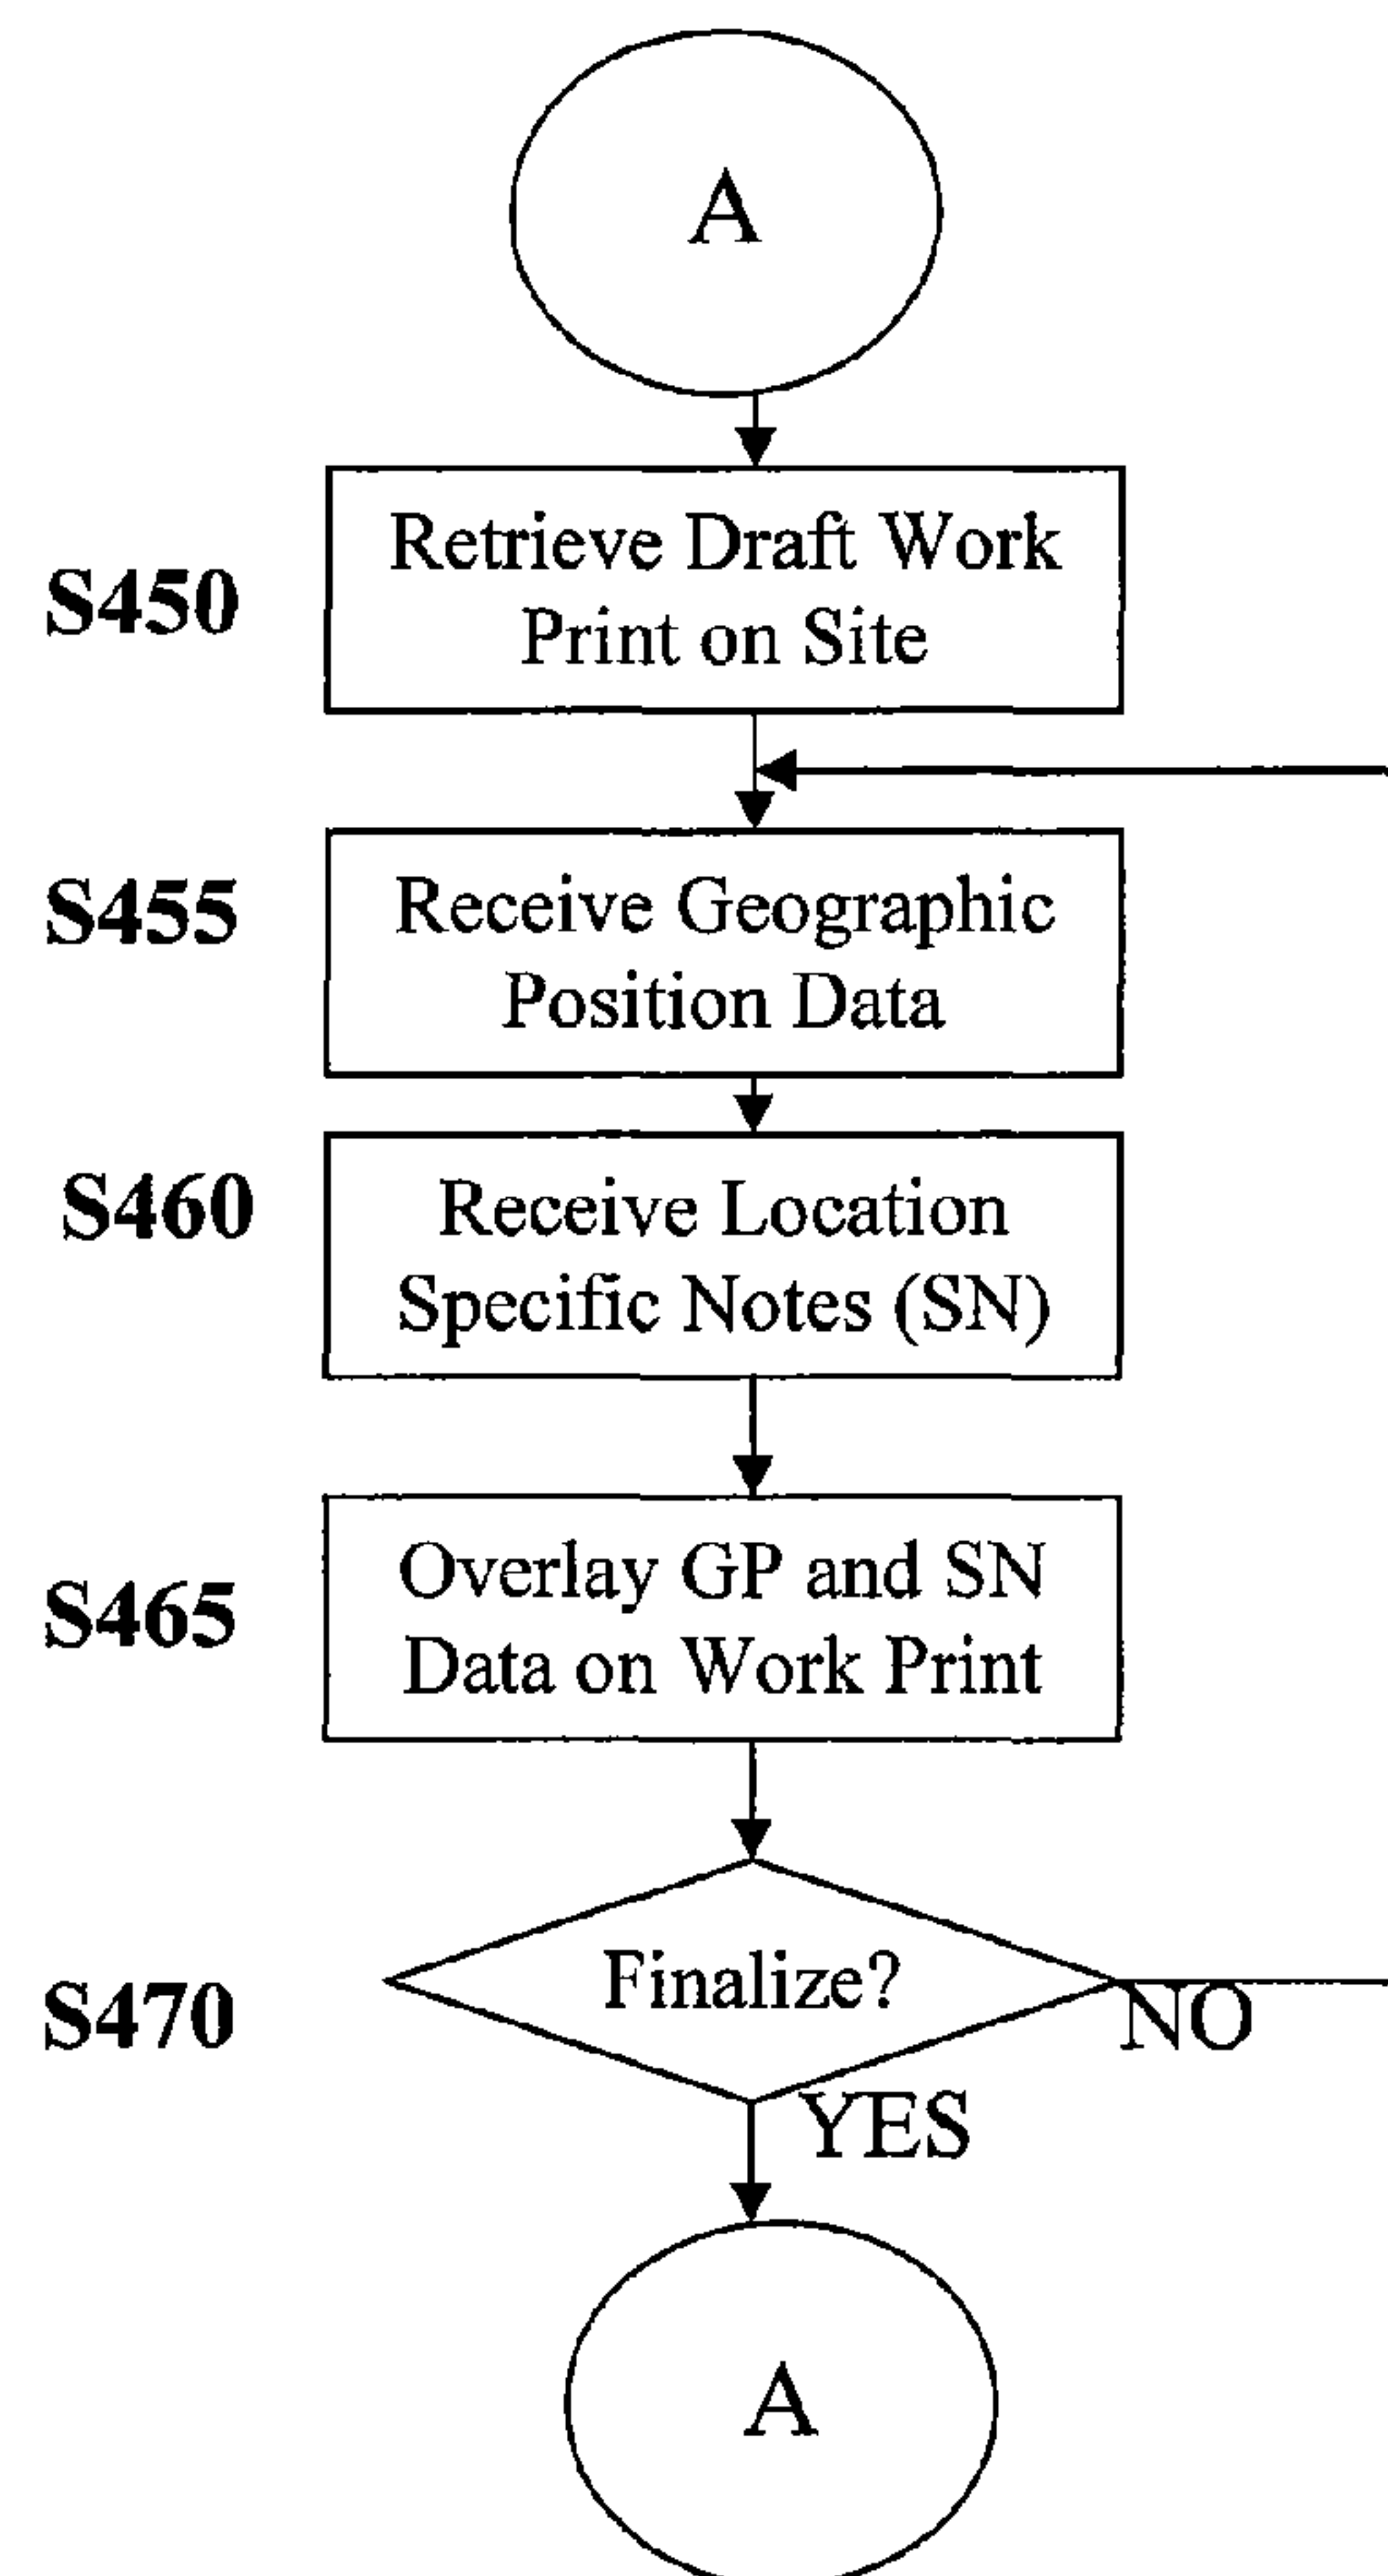 A
S450
Retrieve Draft Work
Print on Site
S455
Receive Geographic
Position Data
S460
Receive Location
Specific Notes (SN)
S465
Overlay GP and SN
Data on Work Print
S470
Finalize?
NO
YES
A